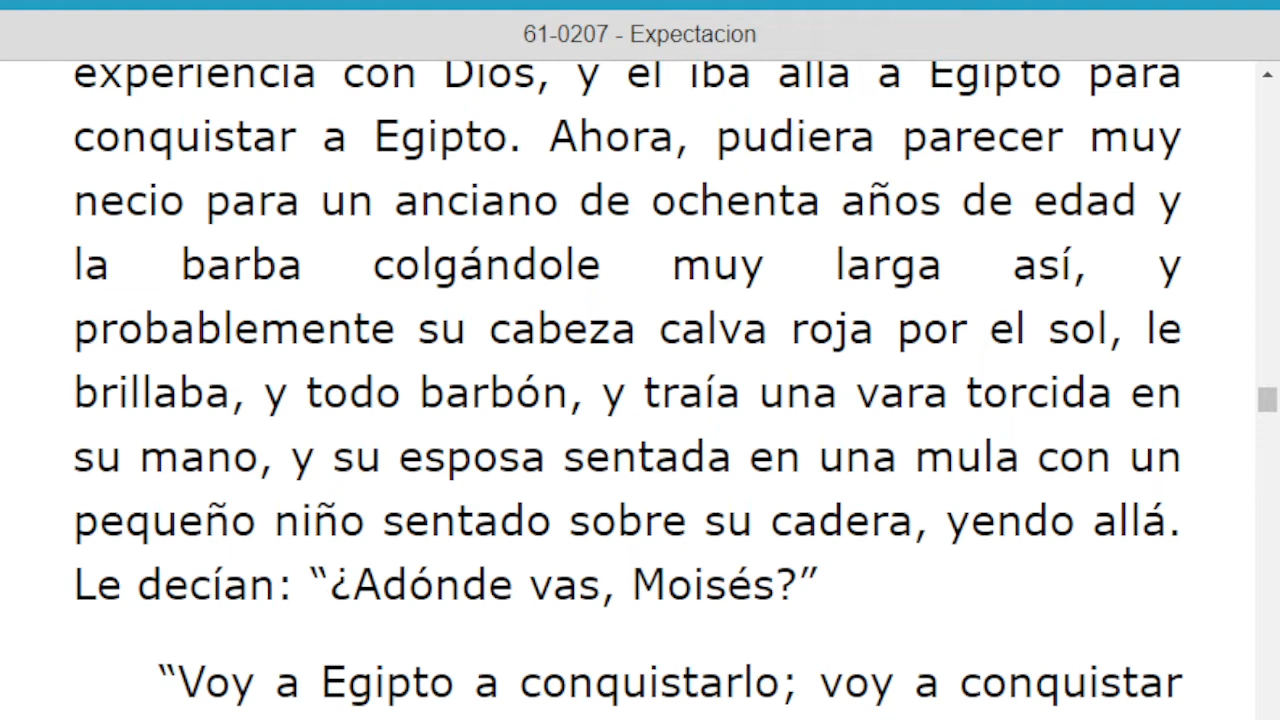 61-0207 - Expectacion
experiencia con Dios, y él iba allá a Egipto para
conquistar a Egipto. Ahora, pudiera parecer muy
necio para un anciano de ochenta años de edad y
la barba colgándole muy larga así, y
probablemente su cabeza calva roja por el sol, le
brillaba, y todo barbón, y traía una vara torcida en
su mano, y su esposa sentada en una mula con un
pequeño niño sentado sobre su cadera, yendo allá.
Le decían: “¿Adónde vas, Moisés?”
“Voy a Egipto a conquistarlo; voy a conquistar